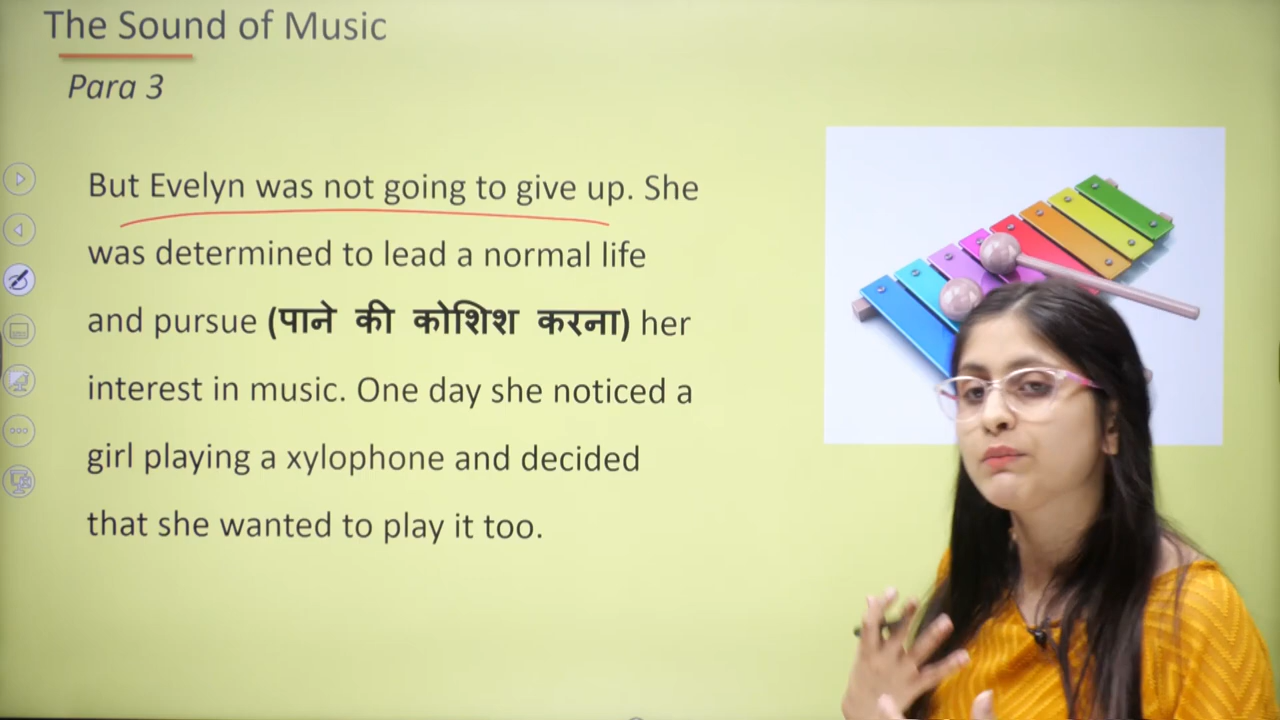 The Sound of Music
Para 3
But Evelyn was not going to give up. She
was determined to lead a normal life
and pursue (पाने की कोशिश करना) her
interest in music. One day she noticed a
girl playing a xylophone and decided
that she wanted to play it too.